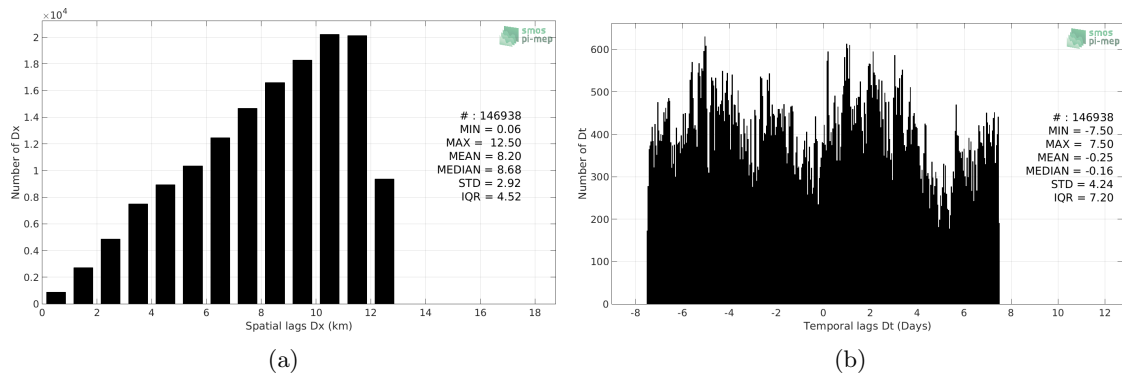 ×10⁴
2
1.8
1.6
1.4
1.2
1
0.8
0.6
0.4
0.2
0
Number of Dx
0 2 4 6 8 10 12 14 16 18
Spatial lags Dx (km)
smos
pi-mep
# : 146938
MIN = 0.06
MAX = 12.50
MEAN = 8.20
MEDIAN = 8.68
STD = 2.92
IQR = 4.52
(a)
600
500
400
300
200
100
0
Number of Dt
-8 -6 -4 -2 0 2 4 6 8 10 12
Temporal lags Dt (Days)
smos
pi-mep
# : 146938
MIN = -7.50
MAX = 7.50
MEAN = -0.25
MEDIAN = -0.16
STD = 4.24
IQR = 7.20
(b)